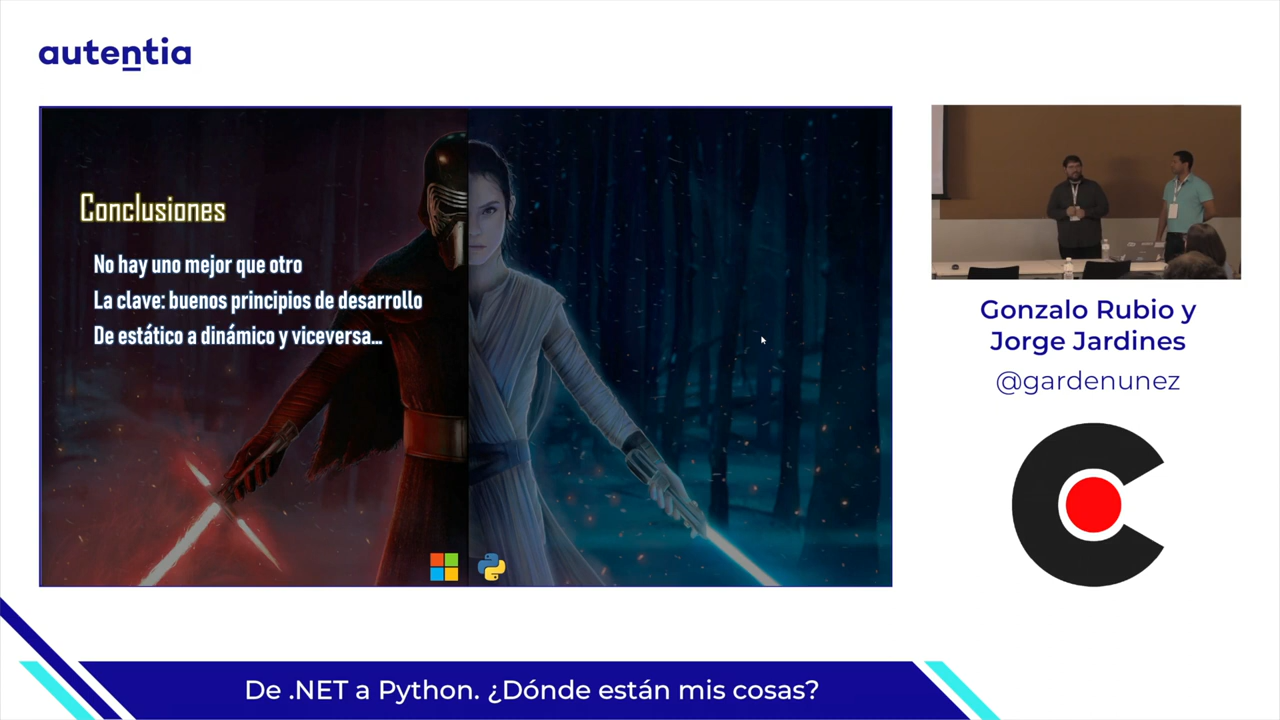 autentia
Conclusiones
No hay uno mejor que otro
La clave: buenos principios de desarrollo
De estático a dinámico y viceversa...
Gonzalo Rubio y
Jorge Jardines
@gardenunez
De .NET a Python. ¿Dónde están mis cosas?